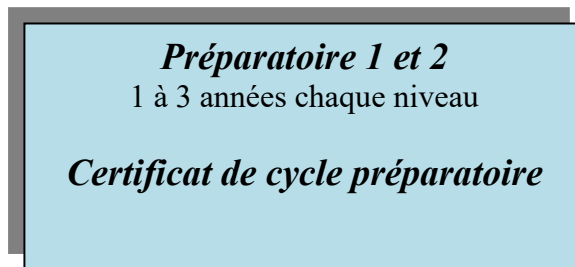 Préparatoire 1 et 2
1 à 3 années chaque niveau
Certificat de cycle préparatoire